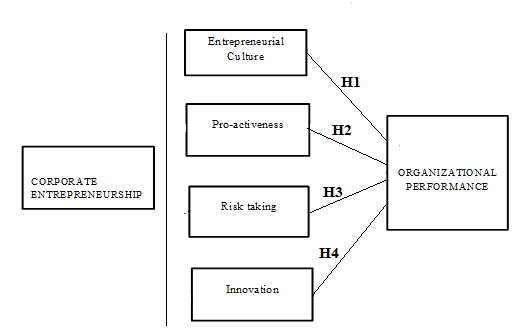 Entrepreneurial
Culture
H1
Pro-activeness
H2
CORPORATE
ENTREPRENEURSHIP
ORGANIZATIONAL
PERFORMANCE
Risk taking
H3
H4
Innovation